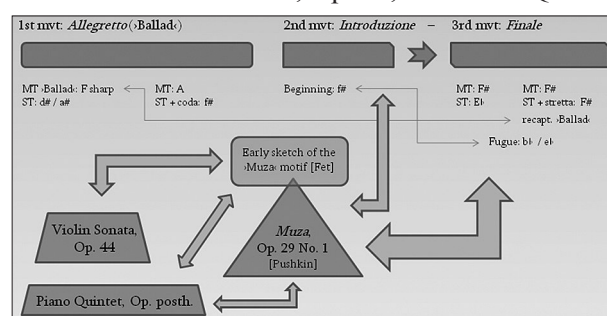 1st mvt: Allegretto (›Ballad‹)
2nd mvt: Introduzione – 3rd mvt: Finale
MT ›Ballad‹: F sharp
ST: d# / a#
MT: A
ST + coda: f#
Beginning: f#
MT: F#
ST: E♭
MT: F#
ST + stretta: F#
recapt. ›Ballad‹
Fugue: b♭ / e♭
Early sketch of the
›Muza‹ motif [Fet]
Violin Sonata,
Op. 44
Muza,
Op. 29 No. 1
[Pushkin]
Piano Quintet, Op. posth.